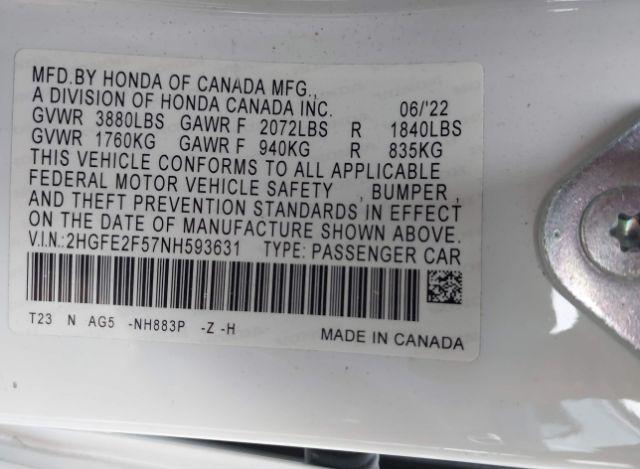 MFD.BY HONDA OF CANADA MFG.,
A DIVISION OF HONDA CANADA INC. 06/'22
GVWR 3880LBS GAWR F 2072LBS R 1840LBS
GVWR 1760KG GAWR F 940KG R 835KG
THIS VEHICLE CONFORMS TO ALL APPLICABLE
FEDERAL MOTOR VEHICLE SAFETY , BUMPER ,
AND THEFT PREVENTION STANDARDS IN EFFECT
ON THE DATE OF MANUFACTURE SHOWN ABOVE.
V.I.N.:2HGFE2F57NH593631 TYPE: PASSENGER CAR
T23 N AG5 -NH883P -Z -H
MADE IN CANADA